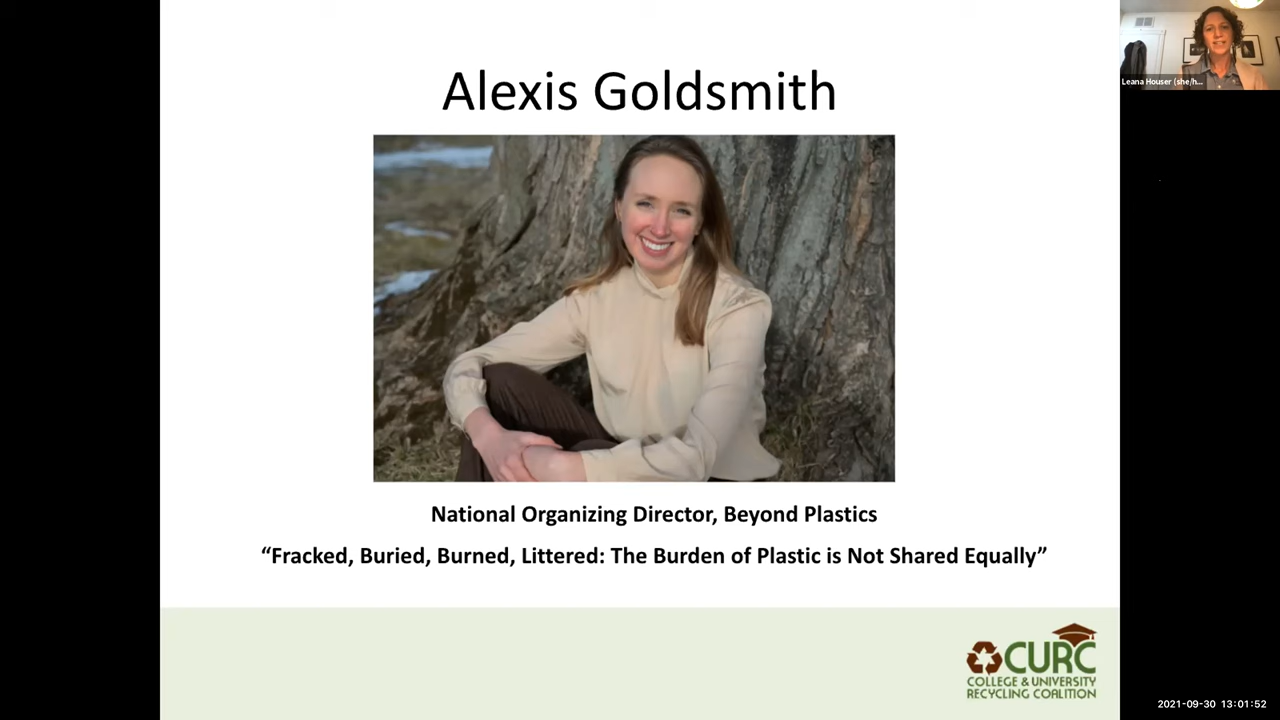 Alexis Goldsmith
Leana Houser (she/h...
National Organizing Director, Beyond Plastics
“Fracked, Buried, Burned, Littered: The Burden of Plastic is Not Shared Equally”
CURC
COLLEGE & UNIVERSITY
RECYCLING COALITION
2021-09-30 13:01:52